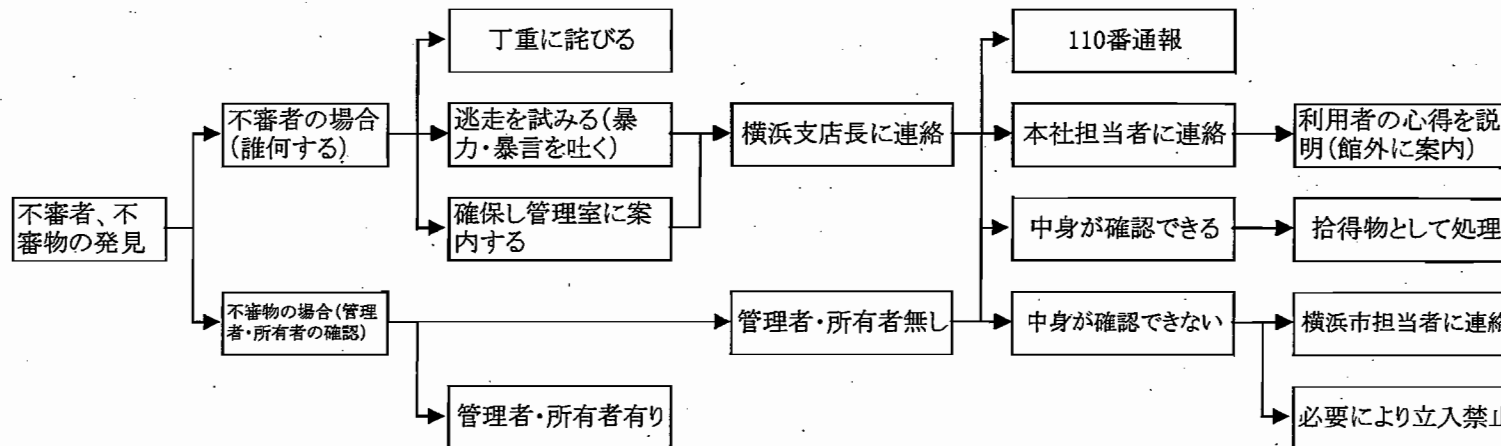 丁重に詫びる
110番通報
不審者の場合
(誰何する)
逃走を試みる(暴
力・暴言を吐く)
横浜支店長に連絡
本社担当者に連絡
利用者の心得を説
明(館外に案内)
不審者、不
審物の発見
確保し管理室に案
内する
中身が確認できる
拾得物として処理
不審物の場合(管理
者・所有者の確認)
管理者・所有者無し
中身が確認できない
横浜市担当者に連絡
管理者・所有者有り
必要により立入禁止